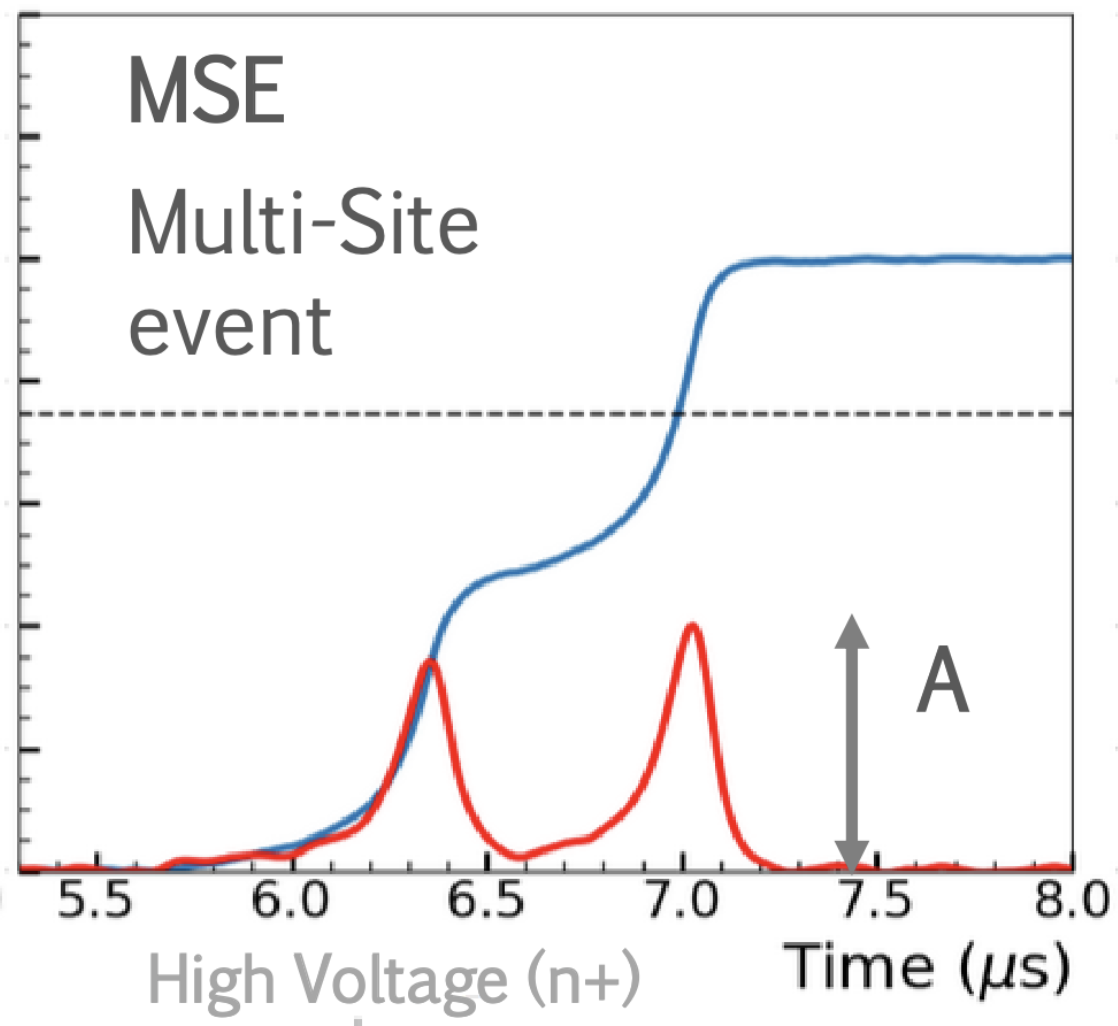 MSE
Multi-Site
event
A
5.5 6.0 6.5 7.0 7.5 8.0
High Voltage (n+)
Time (μs)